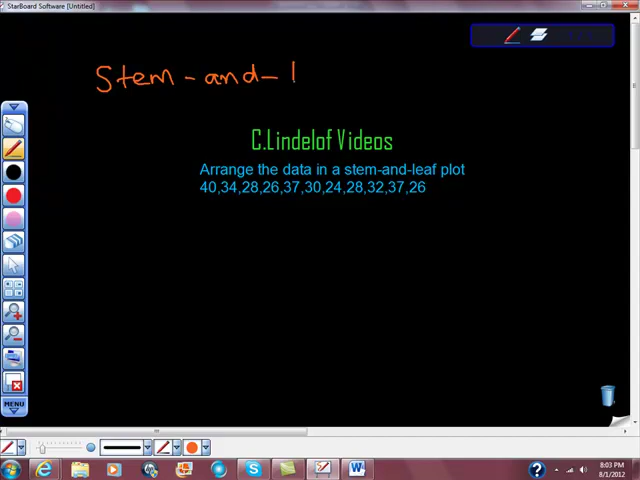 StarBoard Software [Untitled]
Stem-and-l
C.Lindelof Videos
Arrange the data in a stem-and-leaf plot
40,34,28,26,37,30,24,28,32,37,26
MENU
8:03 PM
8/1/2012